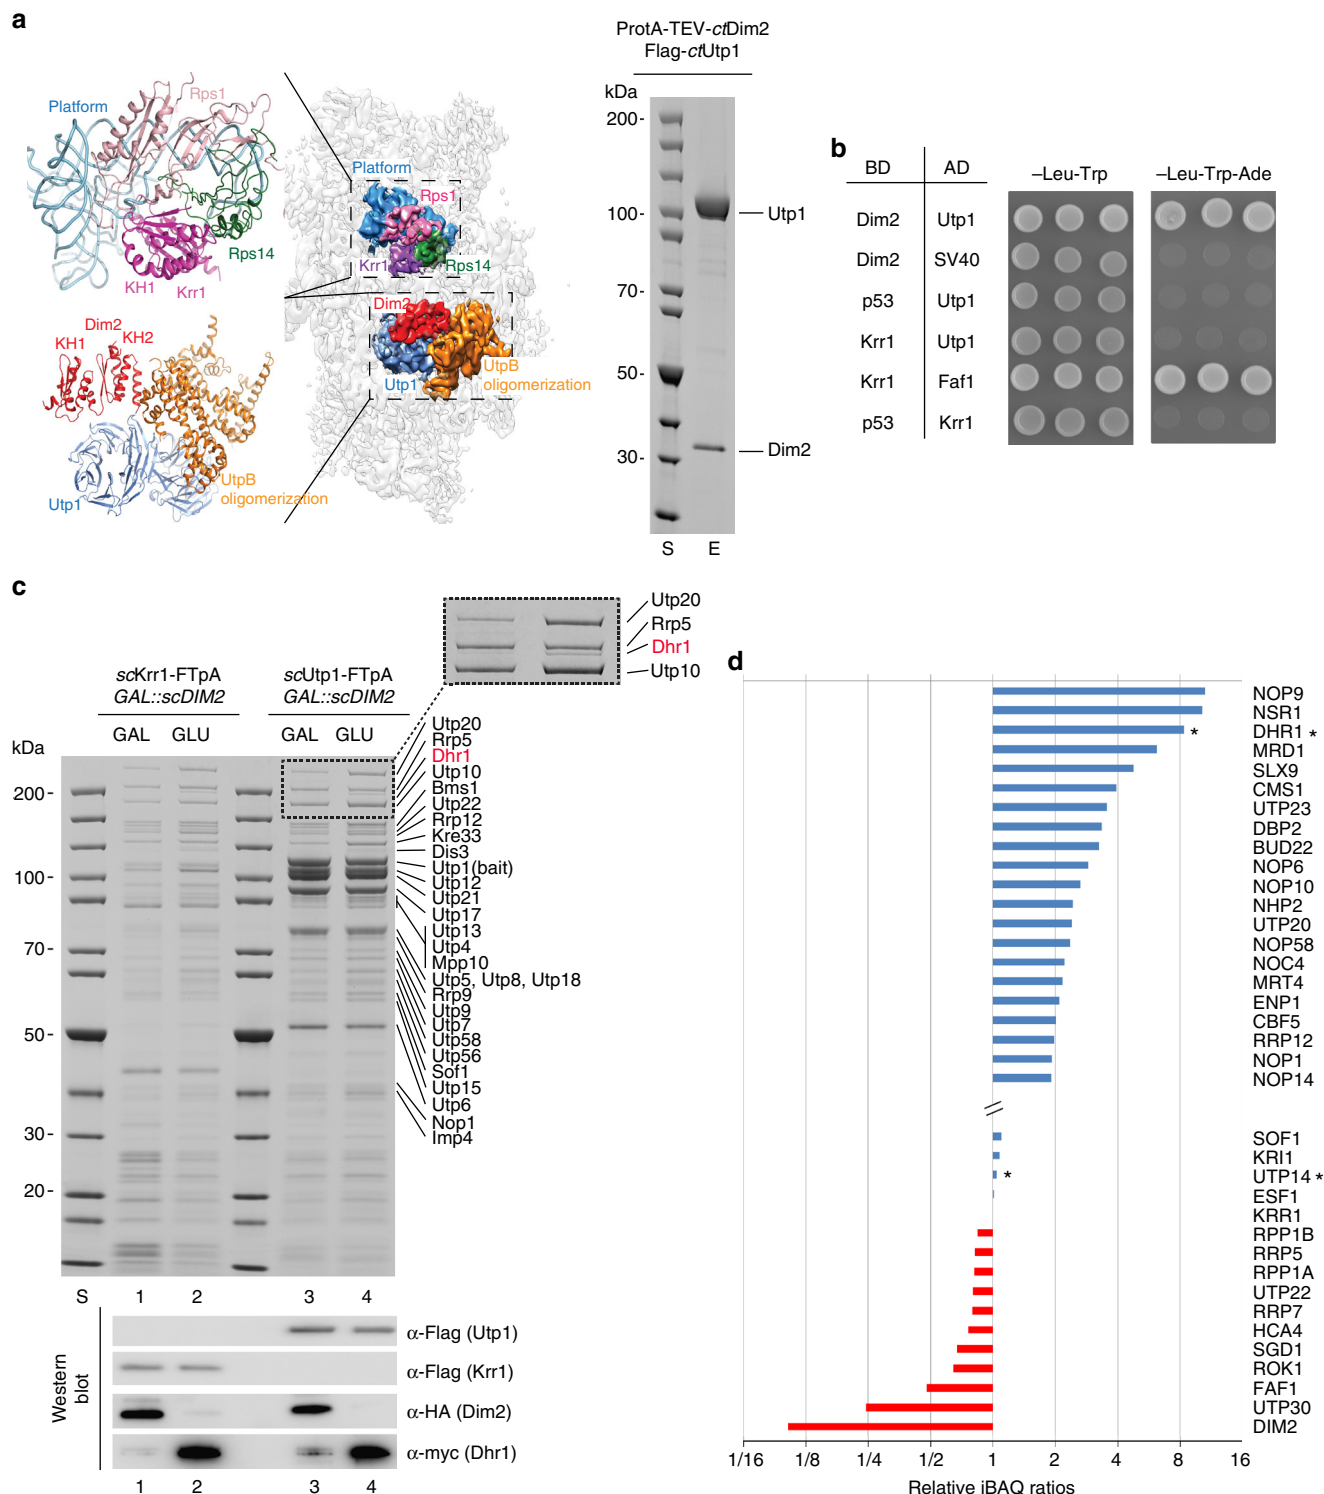 a
Platform
Rps1
Rps14
KH1
Krr1
Dim2
KH1
KH2
Utp1
UtpB
oligomerization
Platform
Rps1
Krr1
Rps14
Dim2
Utp1
UtpB
oligomerization
ProtA-TEV-ctDim2
Flag-ctUtp1
kDa
200-
100-
70-
50-
30-
Utp1
Dim2
S E
b
BD AD –Leu-Trp –Leu-Trp-Ade
Dim2 Utp1
Dim2 SV40
p53 Utp1
Krr1 Utp1
Krr1 Faf1
p53 Krr1
c
Utp20
Rrp5
Dhr1
Utp10
scKrr1-FTpA scUtp1-FTpA
GAL::scDIM2 GAL::scDIM2
GAL GLU GAL GLU
kDa
200-
100-
70-
50-
30-
20-
Utp20
Rrp5
Dhr1
Utp10
Bms1
Utp22
Rrp12
Kre33
Dis3
Utp1(bait)
Utp12
Utp21
Utp17
Utp13
Utp4
Mpp10
Utp5, Utp8, Utp18
Rrp9
Utp9
Utp7
Utp58
Utp56
Sof1
Utp15
Utp6
Nop1
Imp4
S 1 2 3 4
Western
blot
α-Flag (Utp1)
α-Flag (Krr1)
α-HA (Dim2)
α-myc (Dhr1)
1 2 3 4
d
NOP9
NSR1
* DHR1 *
MRD1
SLX9
CMS1
UTP23
DBP2
BUD22
NOP6
NOP10
NHP2
UTP20
NOP58
NOC4
MRT4
ENP1
CBF5
RRP12
NOP1
NOP14
SOF1
KRI1
* UTP14 *
ESF1
KRR1
RPP1B
RRP5
RPP1A
UTP22
RRP7
HCA4
SGD1
ROK1
FAF1
UTP30
DIM2
1/16 1/8 1/4 1/2 1 2 4 8 16
Relative iBAQ ratios